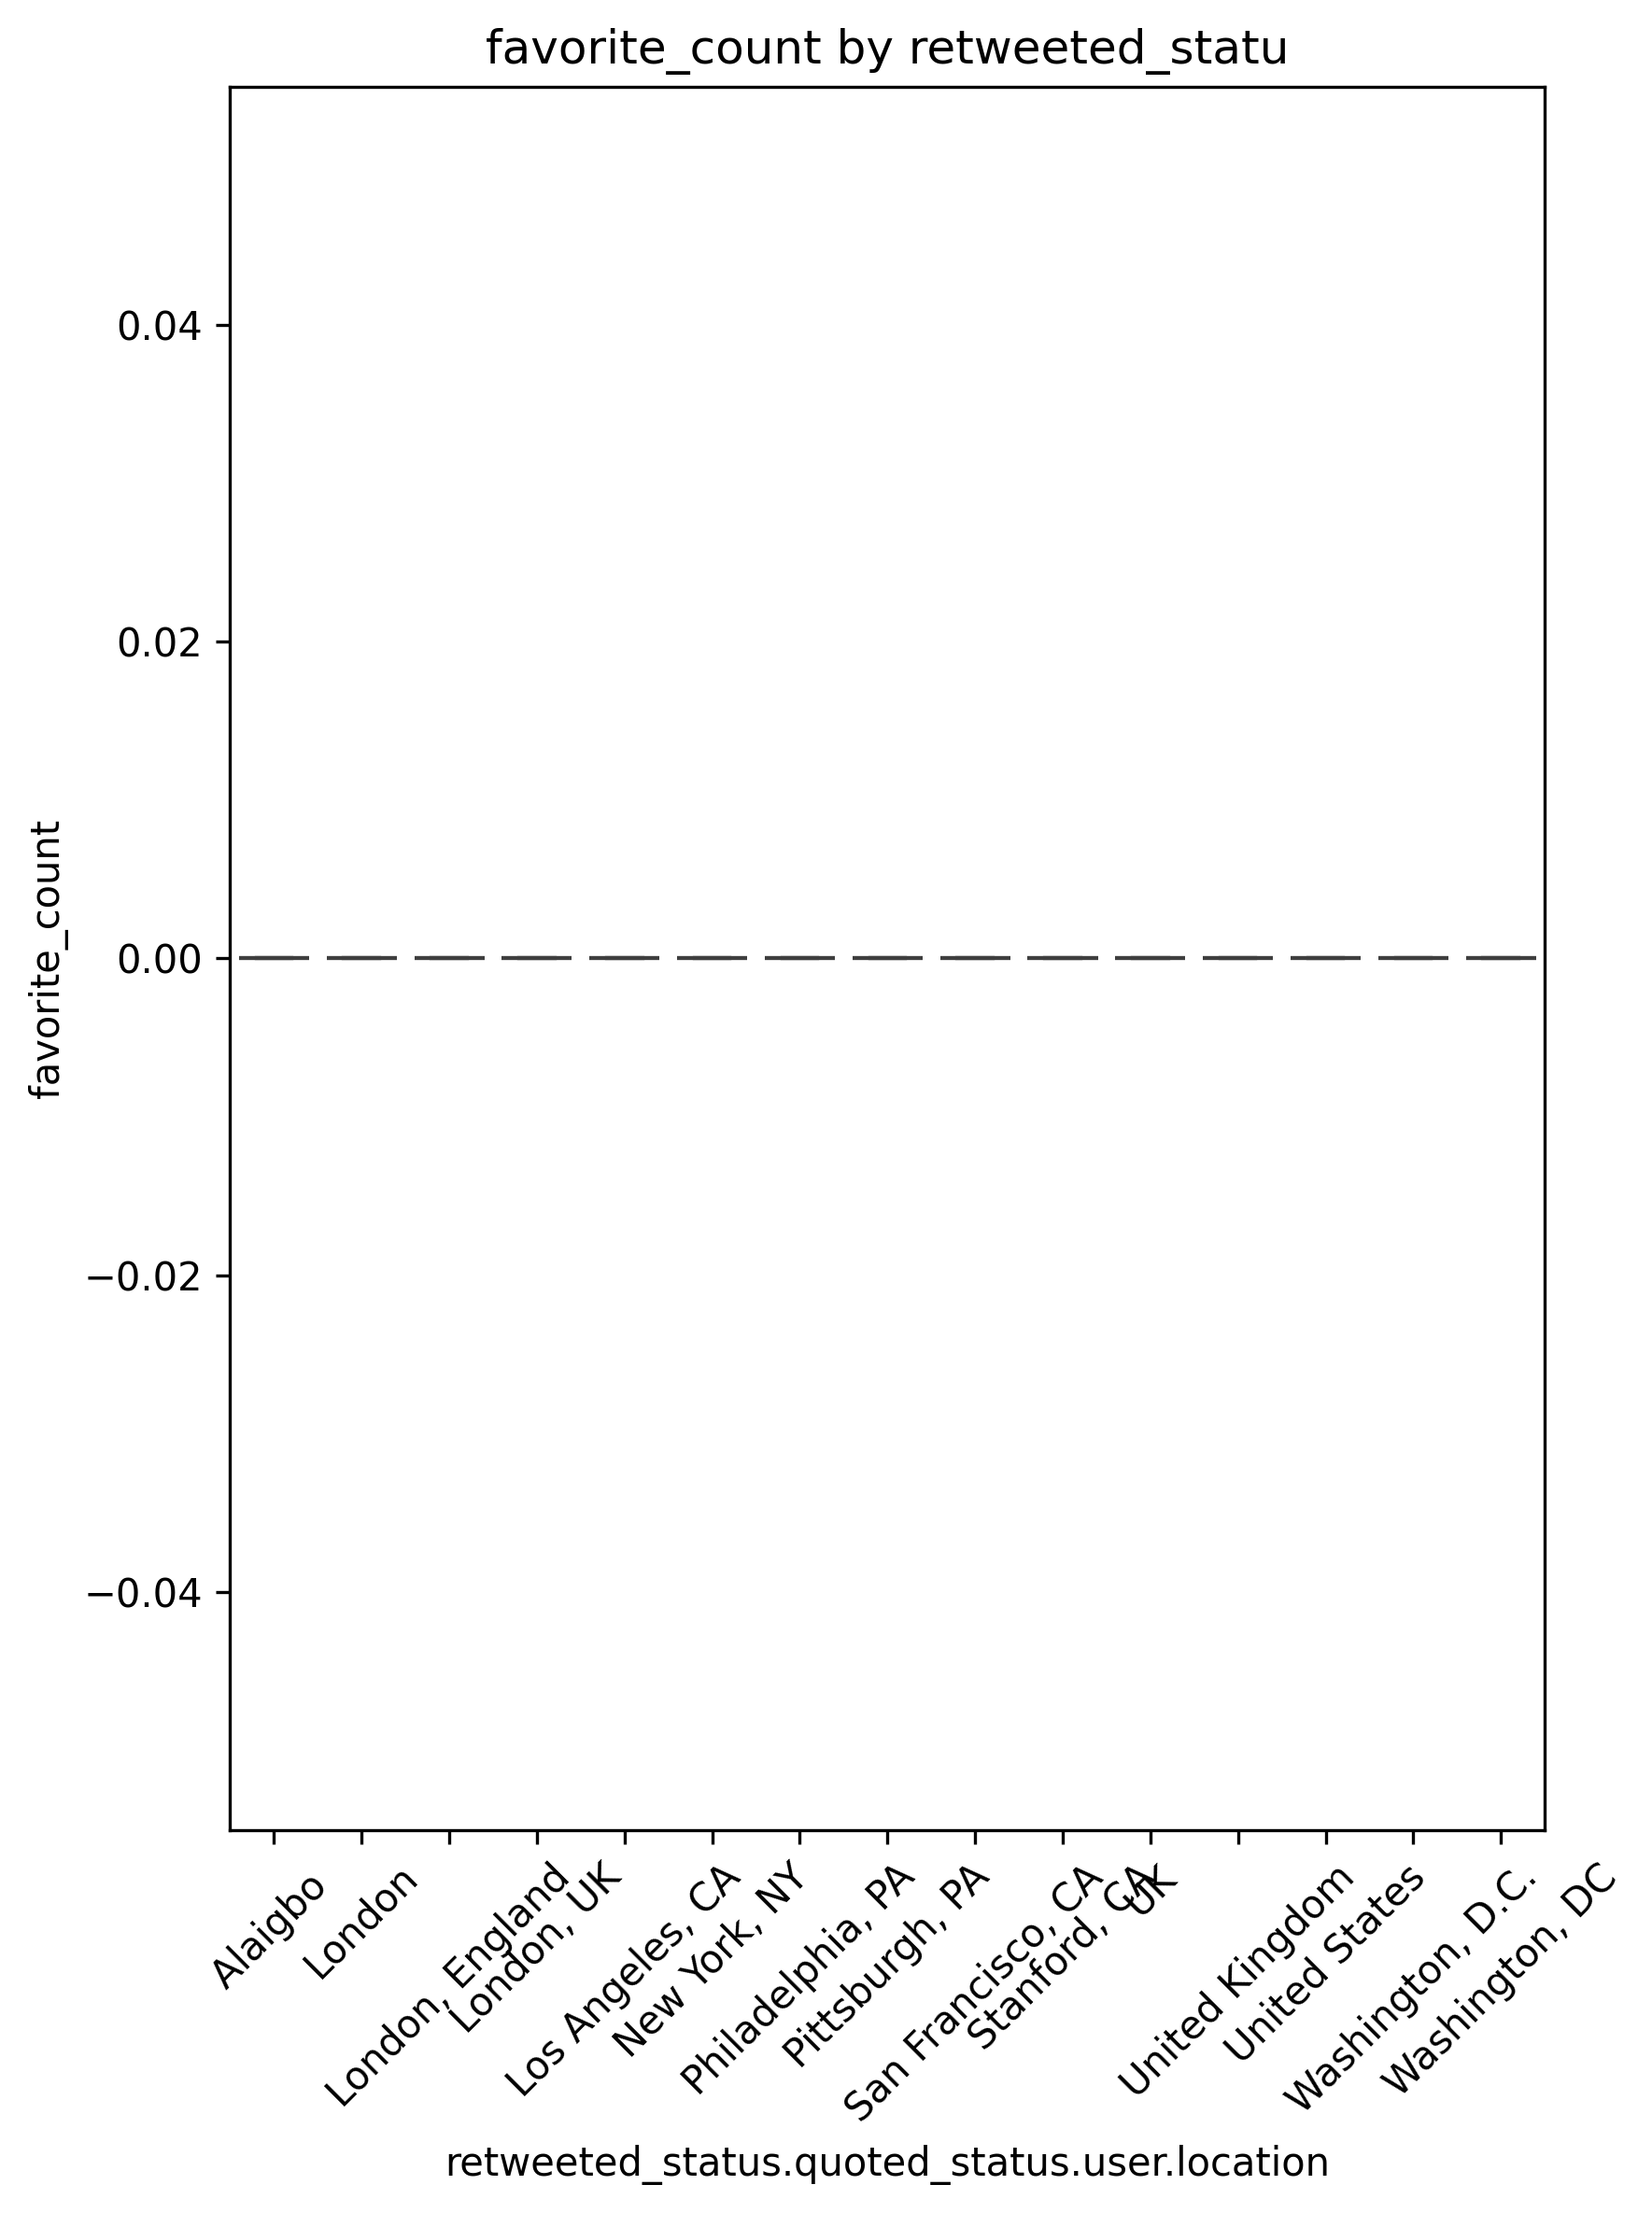 favorite_count by retweeted_statu
favorite_count
0.04
0.02
0.00
−0.02
−0.04
Alaigbo
London
London, England
London, UK
Los Angeles, CA
New York, NY
Philadelphia, PA
Pittsburgh, PA
San Francisco, CA
Stanford, CA
UK
United Kingdom
United States
Washington, D.C.
Washington, DC
retweeted_status.quoted_status.user.location